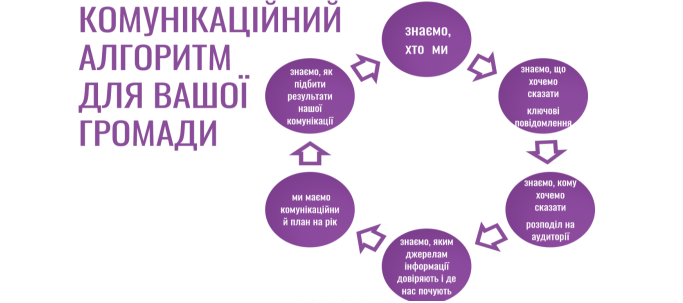 КОМУНІКАЦІЙНИЙ
АЛГОРИТМ
ДЛЯ ВАШОЇ
ГРОМАДИ
знаємо,
хто ми
знаємо, що
хочемо
сказати
ключові
повідомлення
знаємо, кому
хочемо
сказати
розподіл на
аудиторії
знаємо, яким
джерелам
інформації
довіряють і де
нас почують
ми маємо
комунікаційни
й план на рік
знаємо, як
підбити
результати
нашої
комунікації